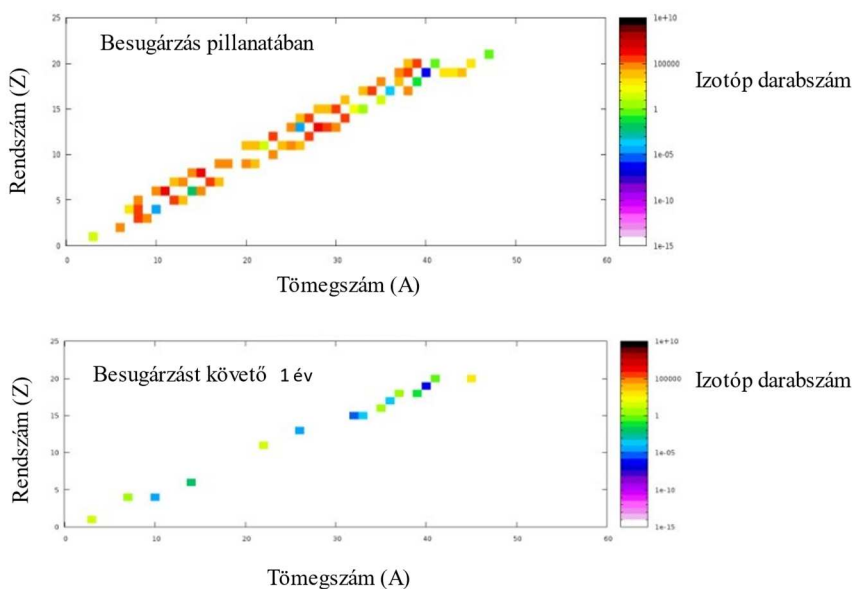 Besugárzás pillanatában
Rendszám (Z)
25
20
15
10
5
0
0
10
20
30
40
50
60
Tömegszám (A)
1e+10
100000
1
1e-05
1e-10
1e-15
Izotóp darabszám
Besugárzást követő 1 év
Rendszám (Z)
25
20
15
10
5
0
0
10
20
30
40
50
60
Tömegszám (A)
1e+10
100000
1
1e-05
1e-10
1e-15
Izotóp darabszám